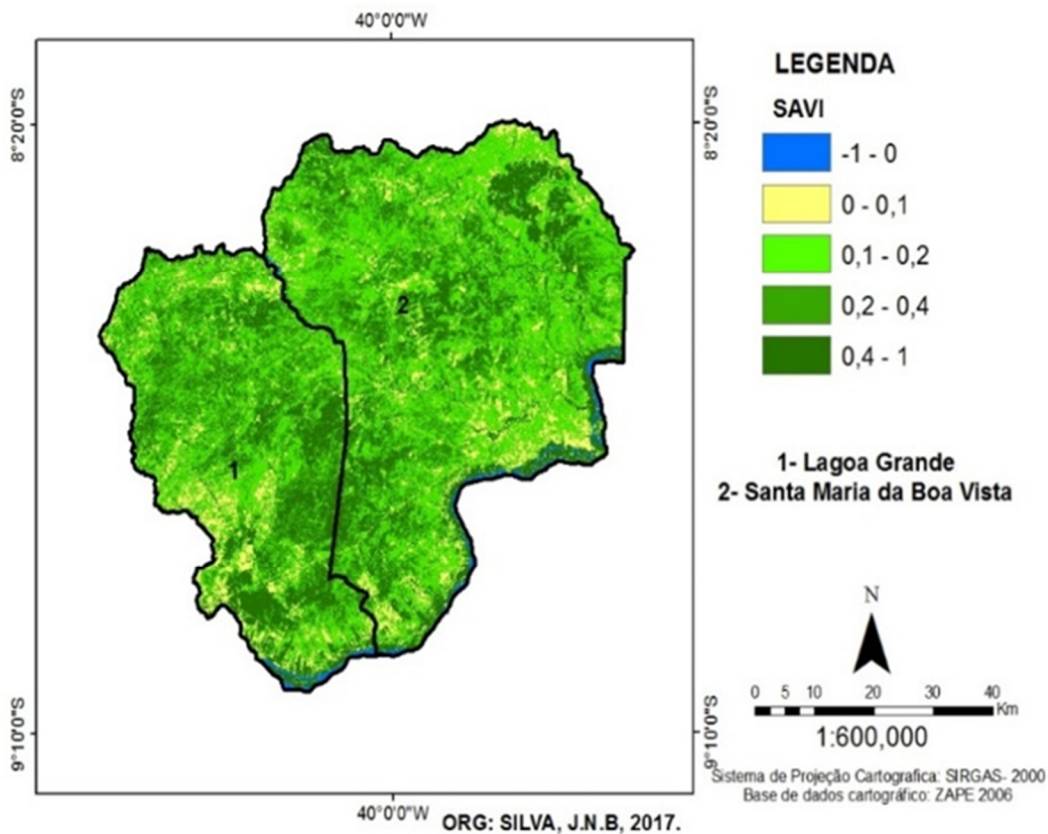 40°0'0"W
8°20'0"S
8°20'0"S
LEGENDA
SAVI
-1 - 0
0 - 0,1
0,1 - 0,2
0,2 - 0,4
0,4 - 1
2
1
1- Lagoa Grande
2- Santa Maria da Boa Vista
N
0 5 10 20 30 40
Km
1:600,000
9°10'0"S
9°10'0"S
Sistema de Projeção Cartografica: SIRGAS- 2000
Base de dados cartográfico: ZAPE 2006
40°0'0"W
ORG: SILVA, J.N.B, 2017.